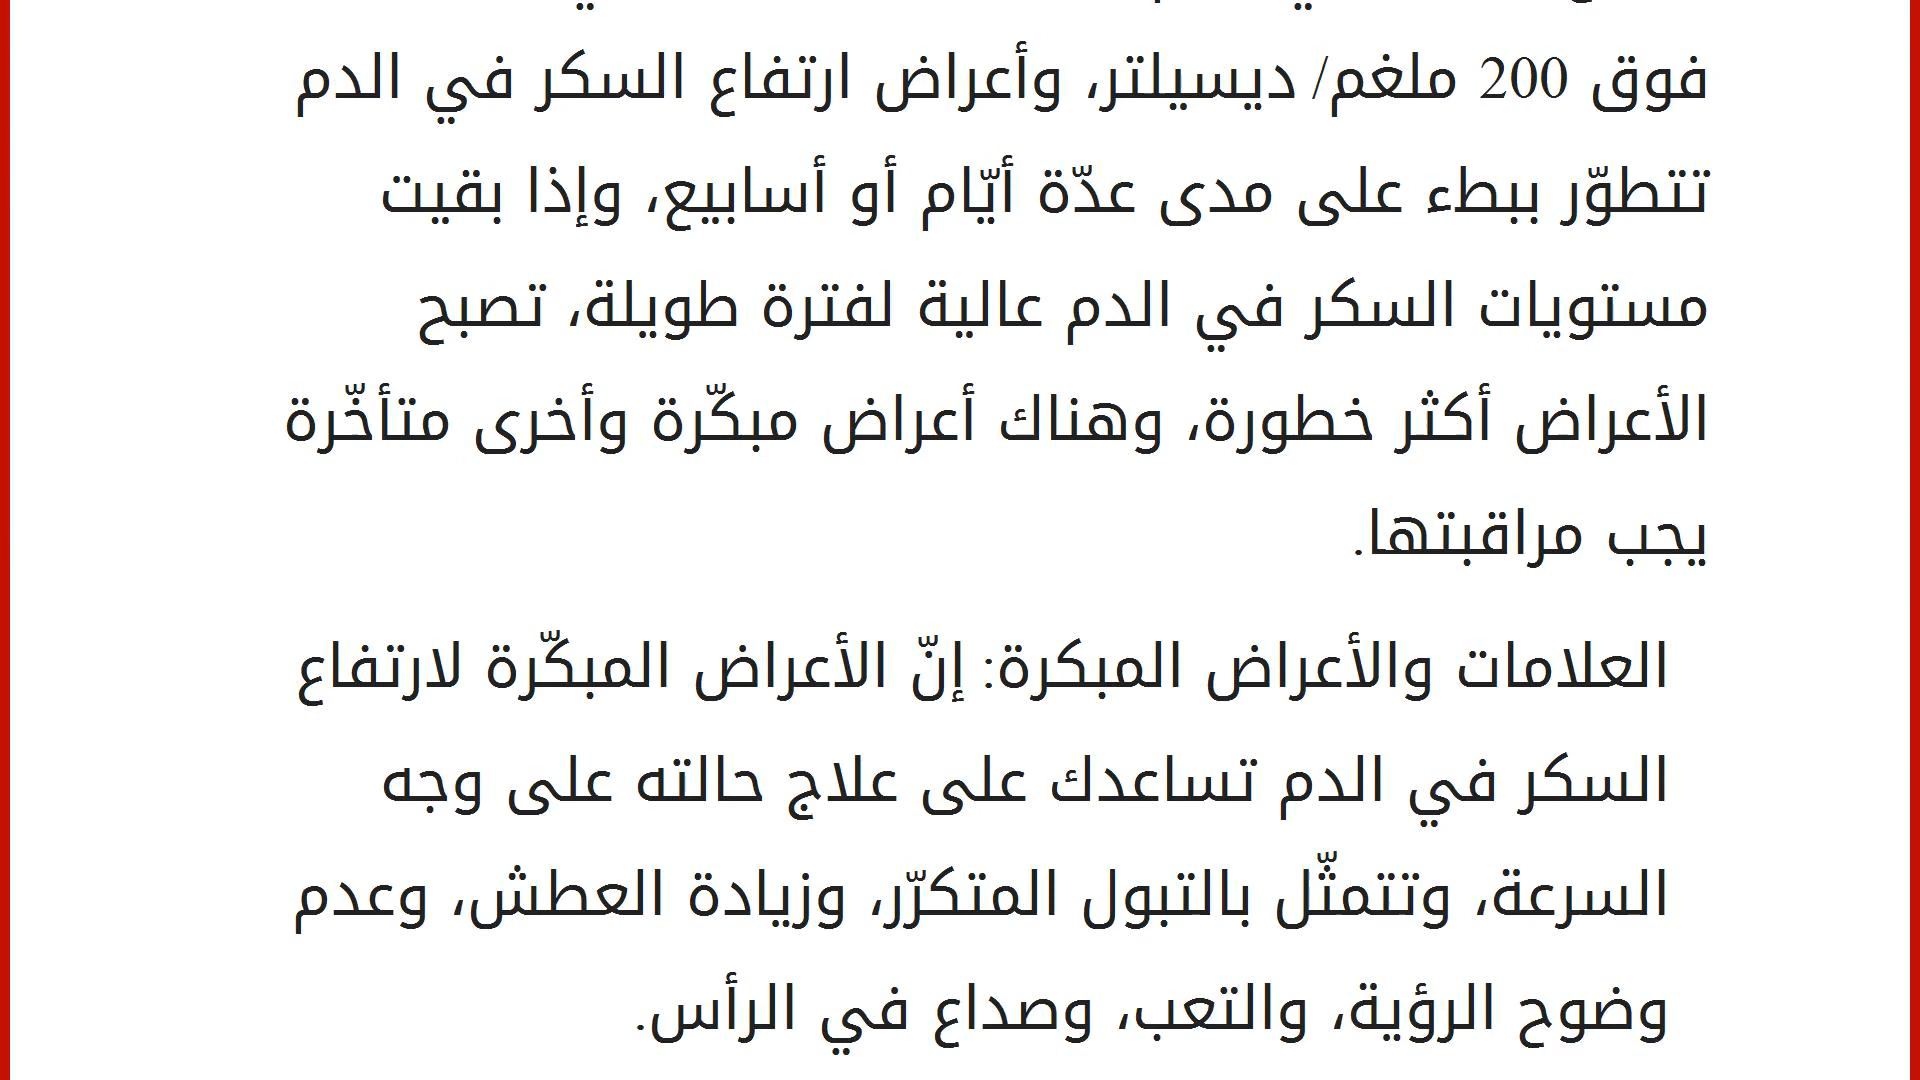 فوق 200 ملغم/ ديسيلتر، وأعراض ارتفاع السكر في الدم
تتطوّر ببطء على مدى عدّة أيّام أو أسابيع، وإذا بقيت
مستويات السكر في الدم عالية لفترة طويلة، تصبح
الأعراض أكثر خطورة، وهناك أعراض مبكّرة وأخرى متأخّرة
يجب مراقبتها.
العلامات والأعراض المبكرة: إنّ الأعراض المبكّرة لارتفاع
السكر في الدم تساعدك على علاج حالته على وجه
السرعة، وتتمثّل بالتبول المتكرّر، وزيادة العطش، وعدم
وضوح الرؤية، والتعب، وصداع في الرأس.